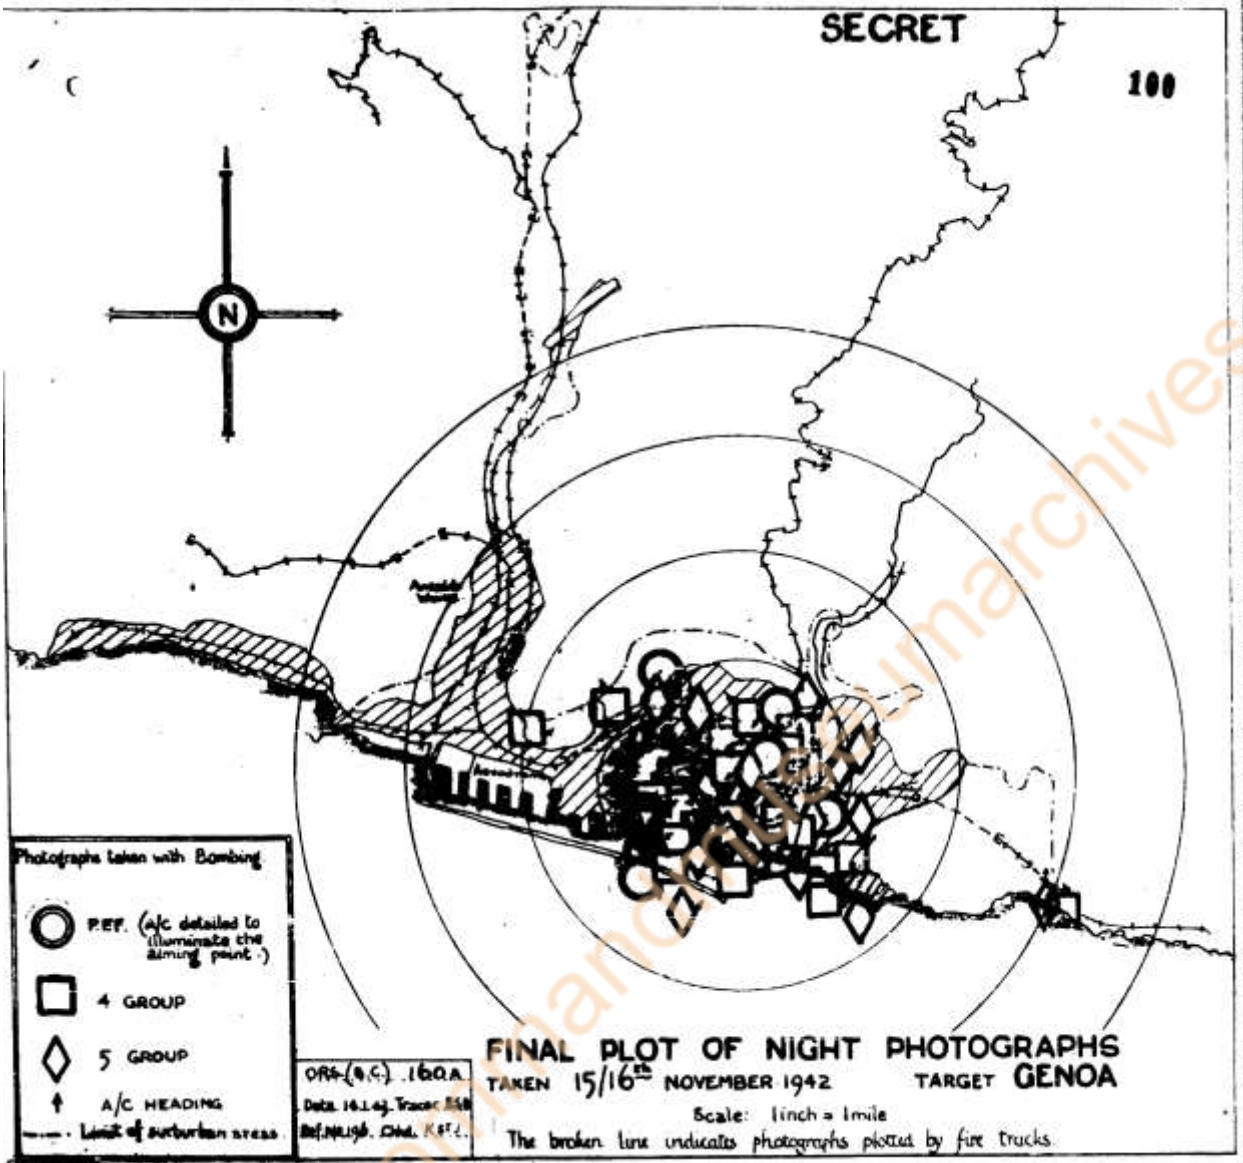 SECRET
100
N
Photographs taken with Bombing.
P.F.F. (a/c detailed to
illuminate the
aiming point.)
4 GROUP
5 GROUP
A/C HEADING
Limit of surburban areas
ORS.(B.C.) 160.A.
FINAL PLOT OF NIGHT PHOTOGRAPHS
TAKEN 15/16th NOVEMBER 1942 TARGET GENOA
Scale: 1inch = 1mile
The broken line indicates photographs plotted by fire tracks.
mmandmuseumarchives